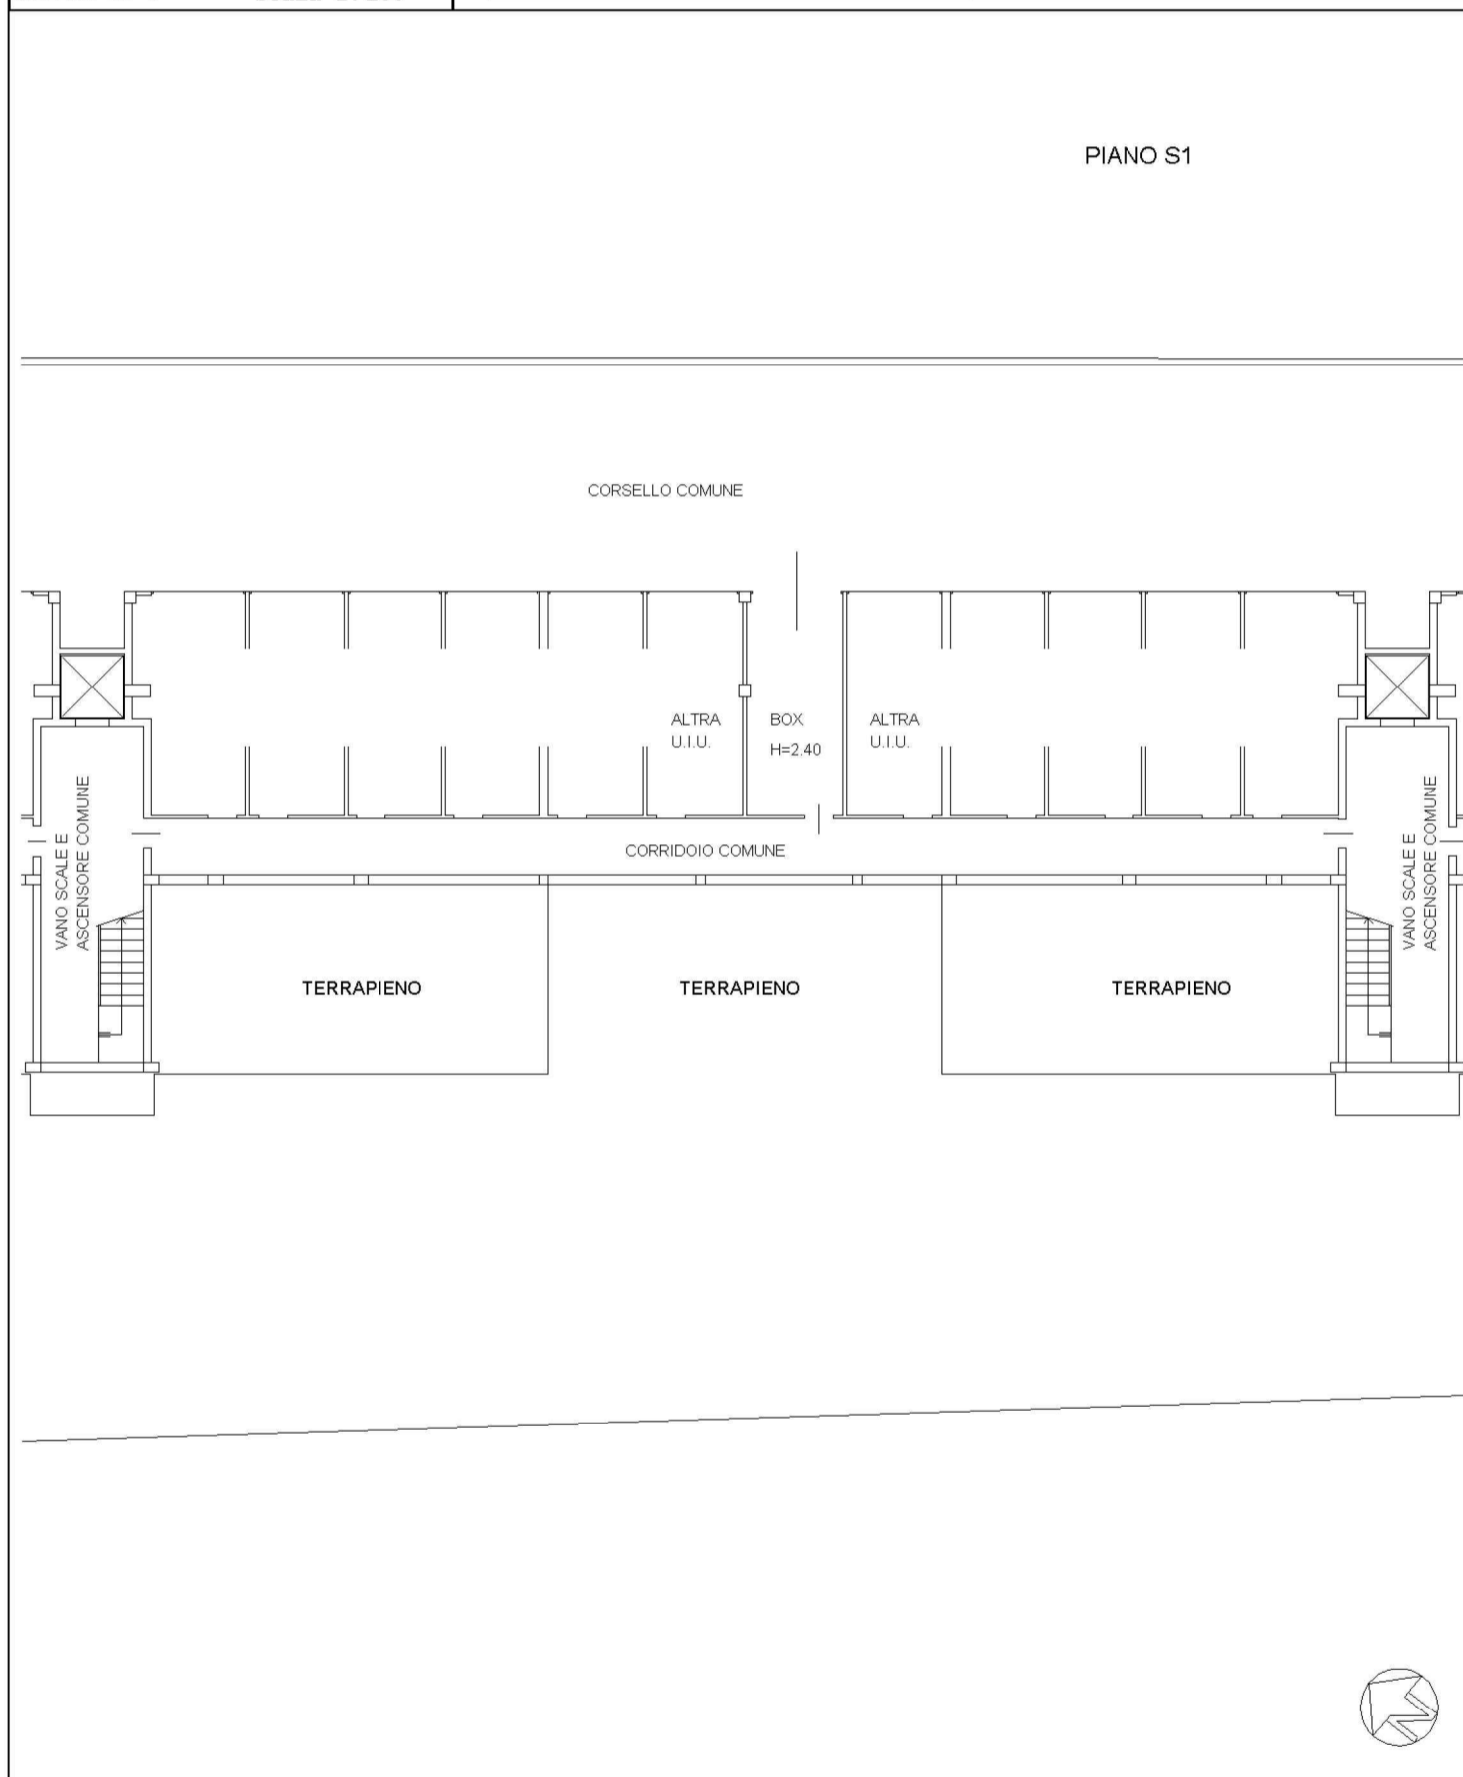 PIANO S1
CORSELLO COMUNE
ALTRA
U.I.U.
BOX
H=2.40
ALTRA
U.I.U.
VANO SCALE E
ASCENSORE COMUNE
CORRIDOIO COMUNE
VANO SCALE E
ASCENSORE COMUNE
TERRAPIENO
TERRAPIENO
TERRAPIENO